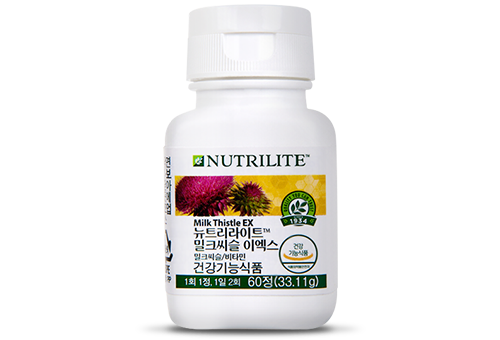 NUTRILITE™
Milk Thistle EX
뉴트리라이트™
밀크씨슬 이엑스
밀크씨슬/비타민
건강기능식품
1회 1정, 1일 2회 60정(33.11g)
1934
건강
기능식품